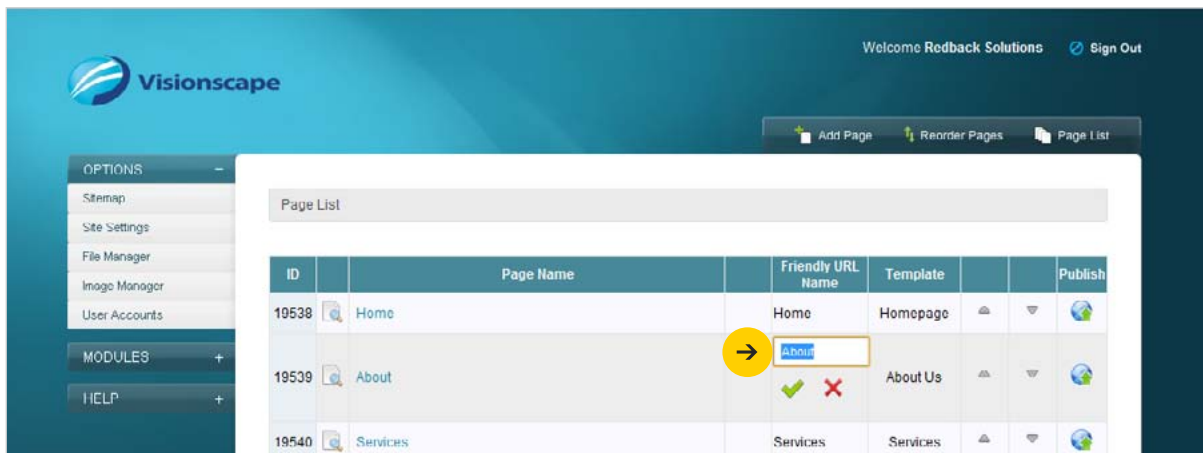 Welcome Redback Solutions Sign Out
Visionscape
Add Page Reorder Pages Page List
OPTIONS −
Sitemap
Site Settings
File Manager
Image Manager
User Accounts
MODULES +
HELP +
Page List
ID Page Name Friendly URL Name Template Publish
19538 Home Home Homepage
19539 About About About Us
19540 Services Services Services